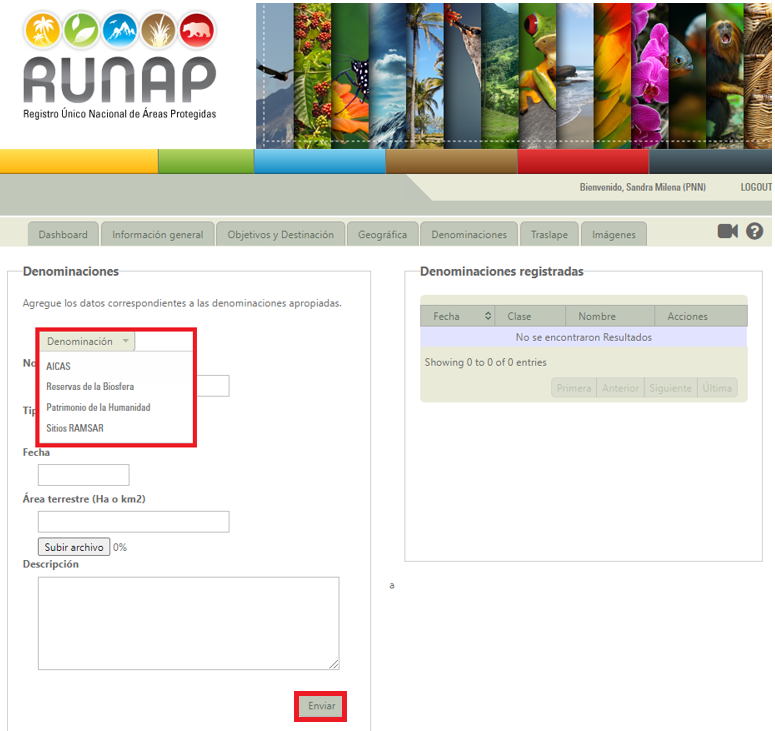 RUNAP
Registro Único Nacional de Áreas Protegidas
Bienvenido, Sandra Milena (PNN) LOGOUT
Dashboard Información general Objetivos y Destinación Geográfica Denominaciones Traslape Imágenes ?
Denominaciones
Agregue los datos correspondientes a las denominaciones apropiadas.
Denominación
No
AICAS
Reservas de la Biosfera
Patrimonio de la Humanidad
Tip
Sitios RAMSAR
Fecha
Área terrestre (Ha o km2)
Subir archivo 0%
Descripción
Enviar
Denominaciones registradas
Fecha Clase Nombre Acciones
No se encontraron Resultados
Showing 0 to 0 of 0 entries
Primera Anterior Siguiente Última
a